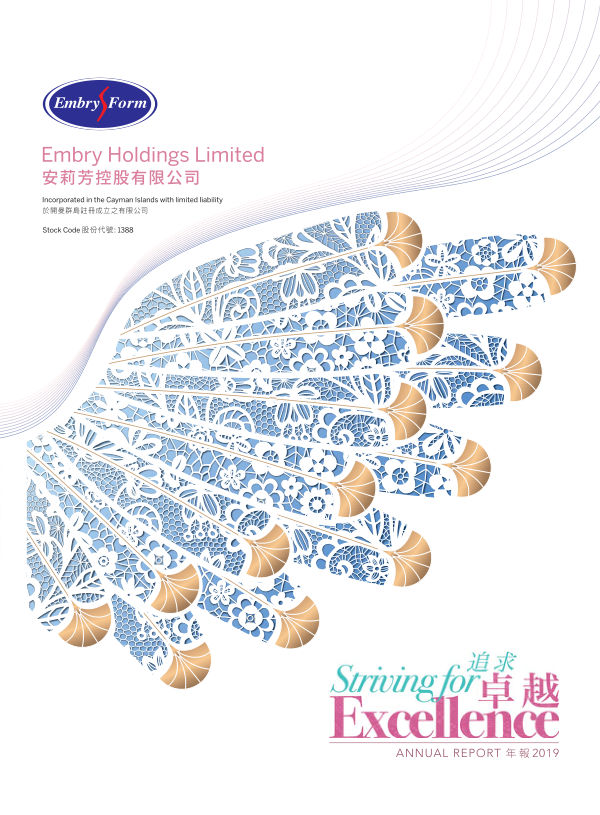 Embry Form
Embry Holdings Limited
安莉芳控股有限公司
Incorporated in the Cayman Islands with limited liability
於開曼群島註冊成立之有限公司
Stock Code 股份代號: 1388
追求
Striving for 卓越
Excellence
ANNUAL REPORT 年報 2019